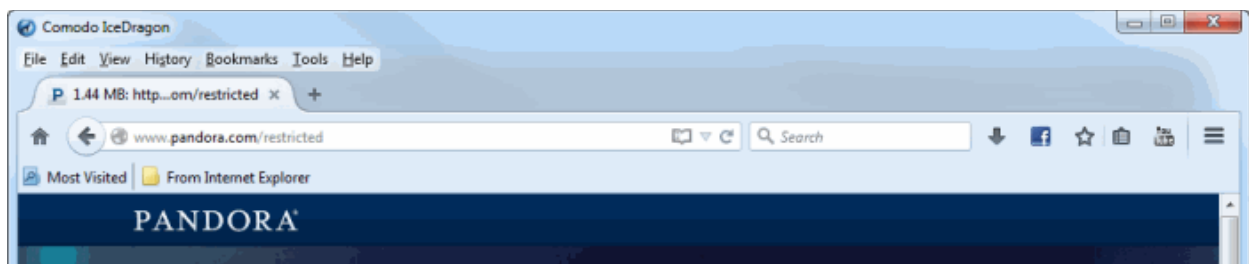 Comodo IceDragon
File Edit View History Bookmarks Tools Help
P 1.44 MB: http...om/restricted × +
www.pandora.com/restricted Search
Most Visited From Internet Explorer
PANDORA®